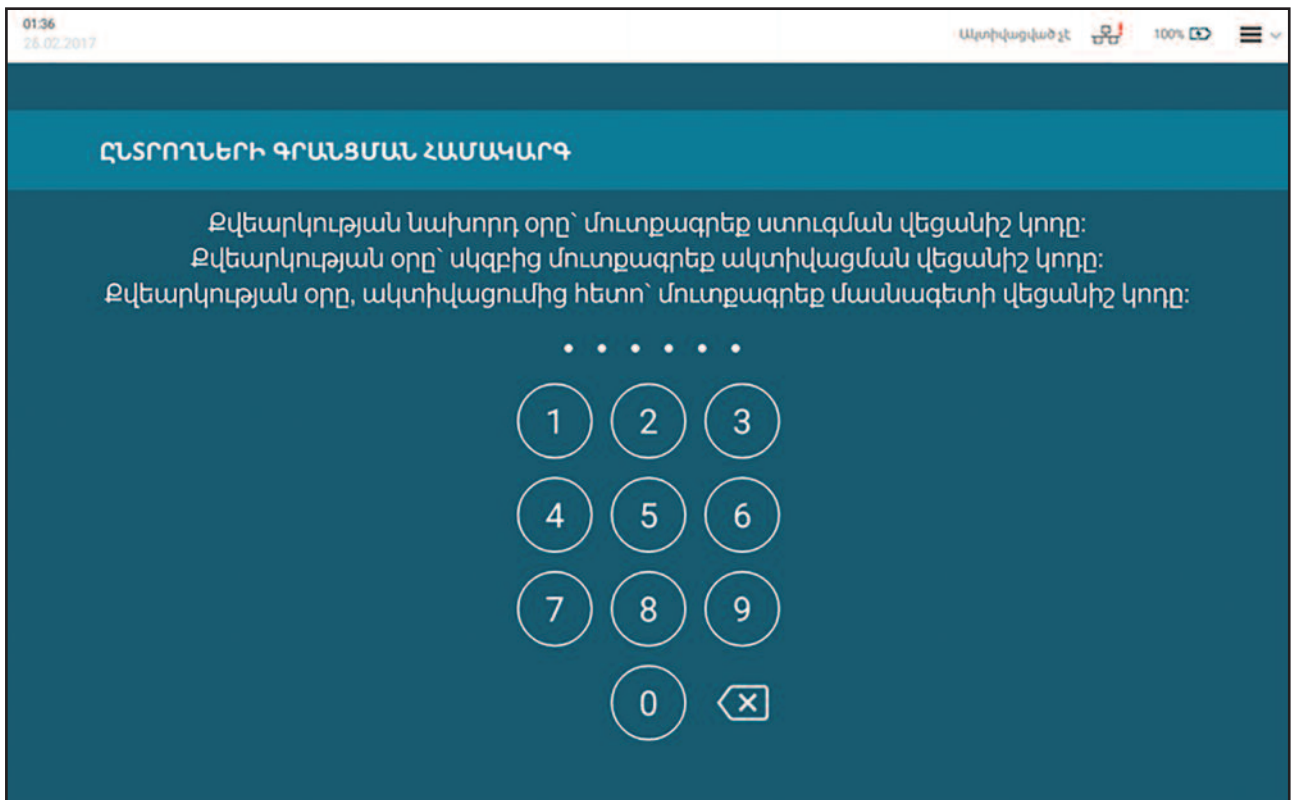 01:36
26.02.2017
Ակտիվացված չէ
100%
ԸՆՏՐՈՂՆԵՐԻ ԳՐԱՆՑՄԱՆ ՀԱՄԱԿԱՐԳ
Քվեարկության նախորդ օրը՝ մուտքագրեք ստուգման վեցանիշ կոդը:
Քվեարկության օրը՝ սկզբից մուտքագրեք ակտիվացման վեցանիշ կոդը:
Քվեարկության օրը, ակտիվացումից հետո՝ մուտքագրեք մասնագետի վեցանիշ կոդը:
1 2 3
4 5 6
7 8 9
0